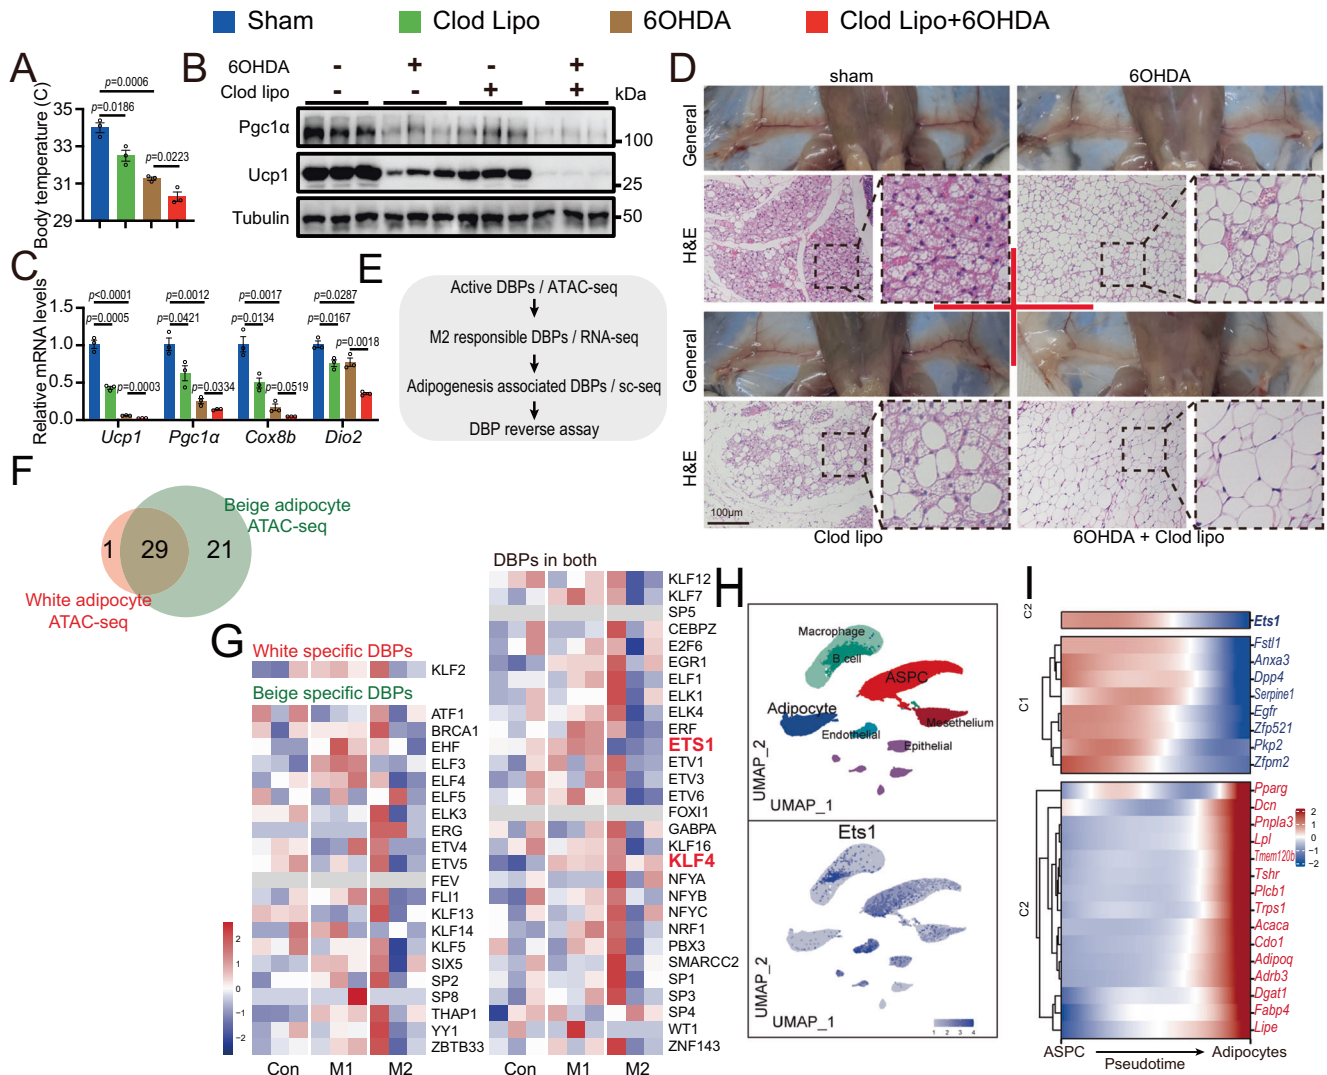 Sham
Clod Lipo
6OHDA
Clod Lipo+6OHDA
A
Body temperature (C)
35
33
31
29
p=0.0006
p=0.0186
p=0.0223
B
6OHDA - + - +
Clod lipo - - + +
kDa
Pgc1α
100
Ucp1
25
Tubulin
50
C
Relative mRNA levels
1.5
1.0
0.5
0.0
p<0.0001
p=0.0005
p=0.0003
p=0.0012
p=0.0421
p=0.0334
p=0.0017
p=0.0134
p=0.0519
p=0.0287
p=0.0167
p=0.0018
Ucp1
Pgc1α
Cox8b
Dio2
D
sham
6OHDA
General
H&E
General
H&E
100μm
Clod lipo
6OHDA + Clod lipo
E
Active DBPs / ATAC-seq
M2 responsible DBPs / RNA-seq
Adipogenesis associated DBPs / sc-seq
DBP reverse assay
F
Beige adipocyte
ATAC-seq
1
29
21
White adipocyte
ATAC-seq
G
White specific DBPs
KLF2
Beige specific DBPs
ATF1
BRCA1
EHF
ELF3
ELF4
ELF5
ELK3
ERG
ETV4
ETV5
FEV
FLI1
KLF13
KLF14
KLF5
SIX5
SP2
SP8
THAP1
YY1
ZBTB33
2
1
0
-1
-2
Con
M1
M2
DBPs in both
KLF12
KLF7
SP5
CEBPZ
E2F6
EGR1
ELF1
ELK1
ELK4
ERF
ETS1
ETV1
ETV3
ETV6
FOXI1
GABPA
KLF16
KLF4
NFYA
NFYB
NFYC
NRF1
PBX3
SMARCC2
SP1
SP3
SP4
WT1
ZNF143
Con
M1
M2
H
Macrophage
B cell
ASPC
Adipocyte
Mesethelium
Endothelial
Epithelial
UMAP_2
UMAP_1
Ets1
UMAP_2
UMAP_1
1 2 3 4
I
C2
Ets1
C1
Fstl1
Anxa3
Dpp4
Serpine1
Egfr
Zfp521
Pkp2
Zfpm2
C2
Pparg
Dcn
Pnpla3
Lpl
Tmem120b
Tshr
Plcb1
Trps1
Acaca
Cdo1
Adipoq
Adrb3
Dgat1
Fabp4
Lipe
2
1
0
−1
−2
ASPC
Adipocytes
Pseudotime